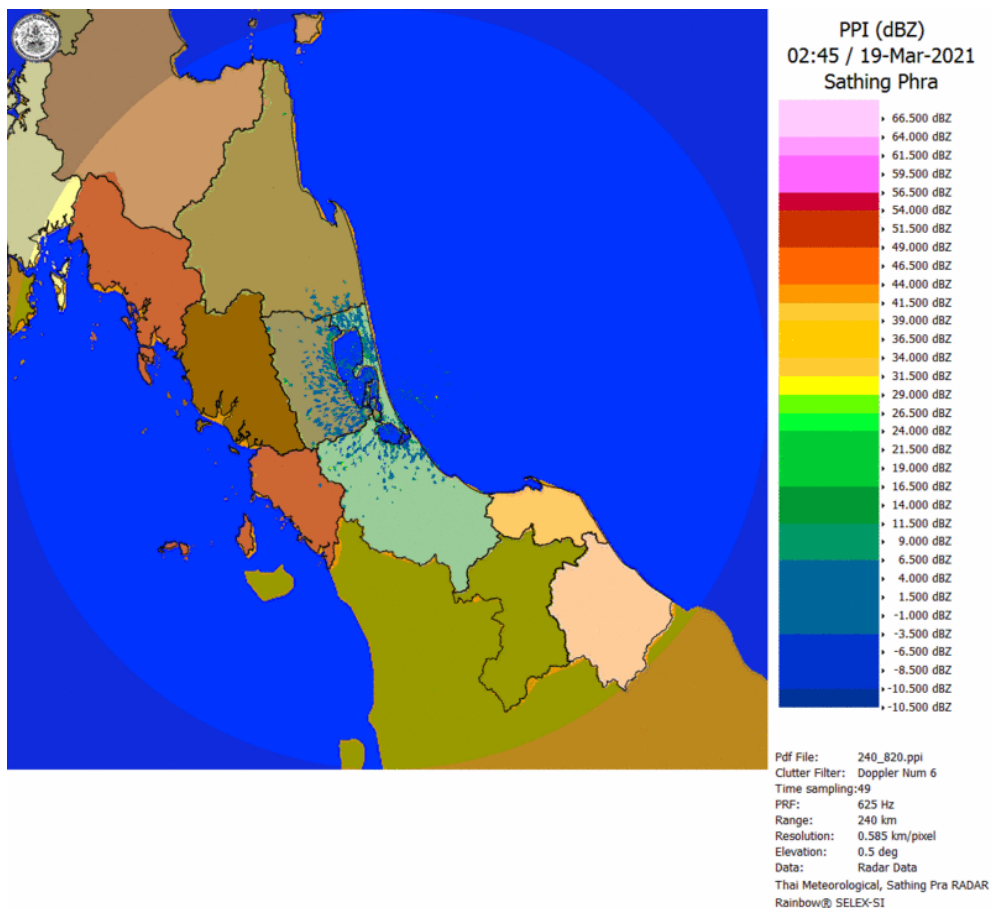 PPI (dBZ)
02:45 / 19-Mar-2021
Sathing Phra
66.500 dBZ
64.000 dBZ
61.500 dBZ
59.500 dBZ
56.500 dBZ
54.000 dBZ
51.500 dBZ
49.000 dBZ
46.500 dBZ
44.000 dBZ
41.500 dBZ
39.000 dBZ
36.500 dBZ
34.000 dBZ
31.500 dBZ
29.000 dBZ
26.500 dBZ
24.000 dBZ
21.500 dBZ
19.000 dBZ
16.500 dBZ
14.000 dBZ
11.500 dBZ
9.000 dBZ
6.500 dBZ
4.000 dBZ
1.500 dBZ
-1.000 dBZ
-3.500 dBZ
-6.500 dBZ
-8.500 dBZ
-10.500 dBZ
-10.500 dBZ
Pdf File: 240_820.ppi
Clutter Filter: Doppler Num 6
Time sampling:49
PRF: 625 Hz
Range: 240 km
Resolution: 0.585 km/pixel
Elevation: 0.5 deg
Data: Radar Data
Thai Meteorological, Sathing Pra RADAR
Rainbow® SELEX-SI